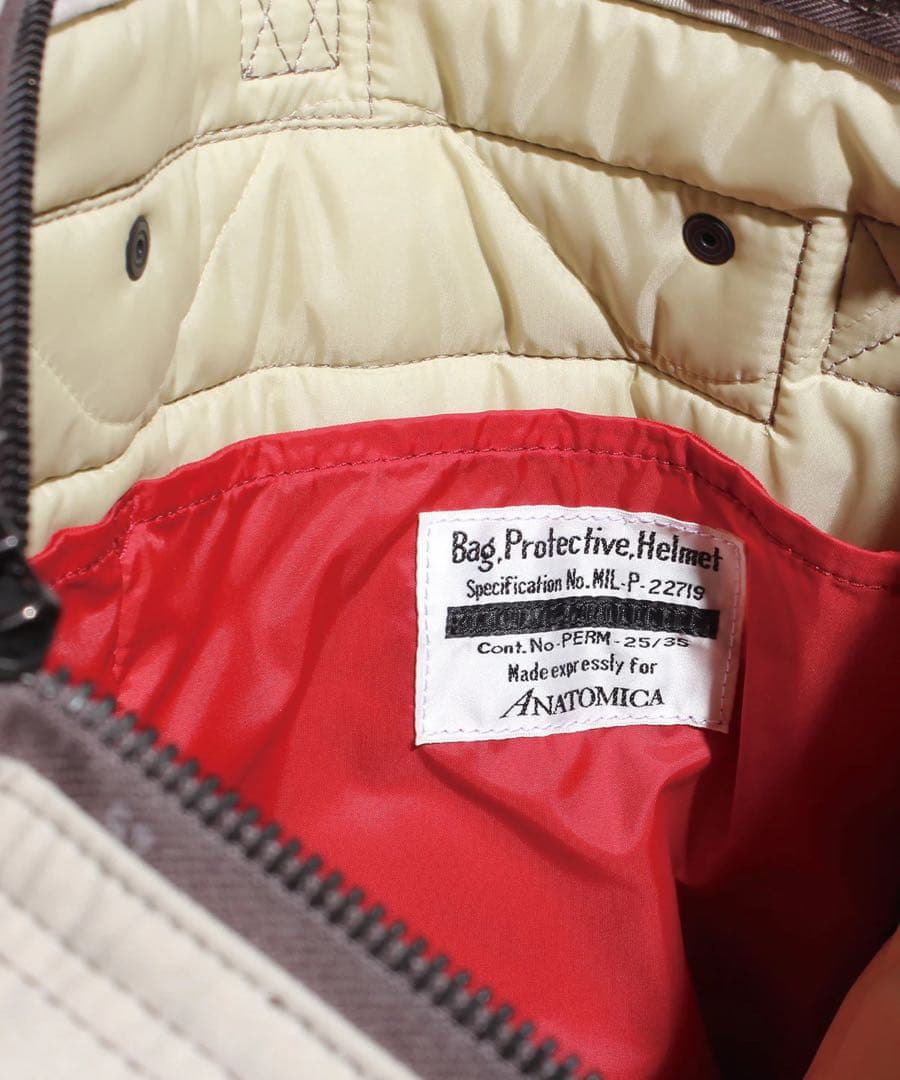 Bag, Protective, Helmet
Specification No. MIL-P-22719
Cont. No-PERM-25/35
Made expressly for
ANATOMICA